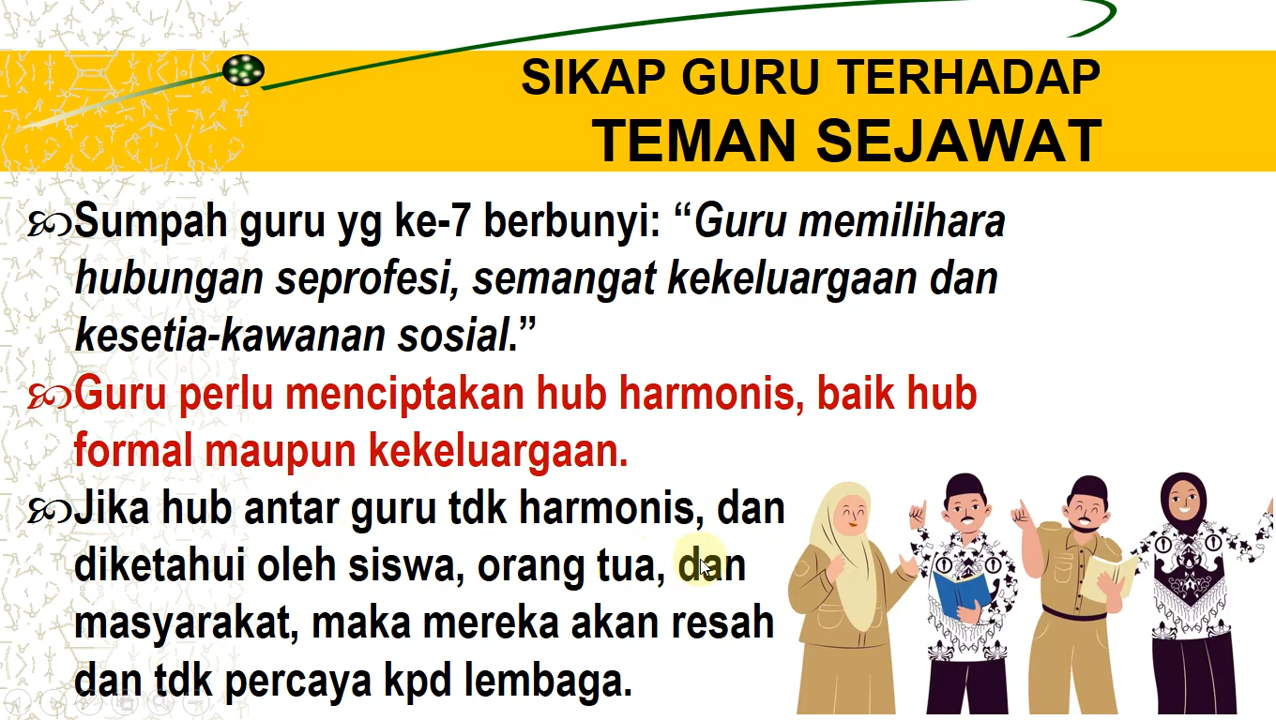 SIKAP GURU TERHADAP
TEMAN SEJAWAT
Sumpah guru yg ke-7 berbunyi: “Guru memilihara
hubungan seprofesi, semangat kekeluargaan dan
kesetia-kawanan sosial.”
Guru perlu menciptakan hub harmonis, baik hub
formal maupun kekeluargaan.
Jika hub antar guru tdk harmonis, dan
diketahui oleh siswa, orang tua, dan
masyarakat, maka mereka akan resah
dan tdk percaya kpd lembaga.